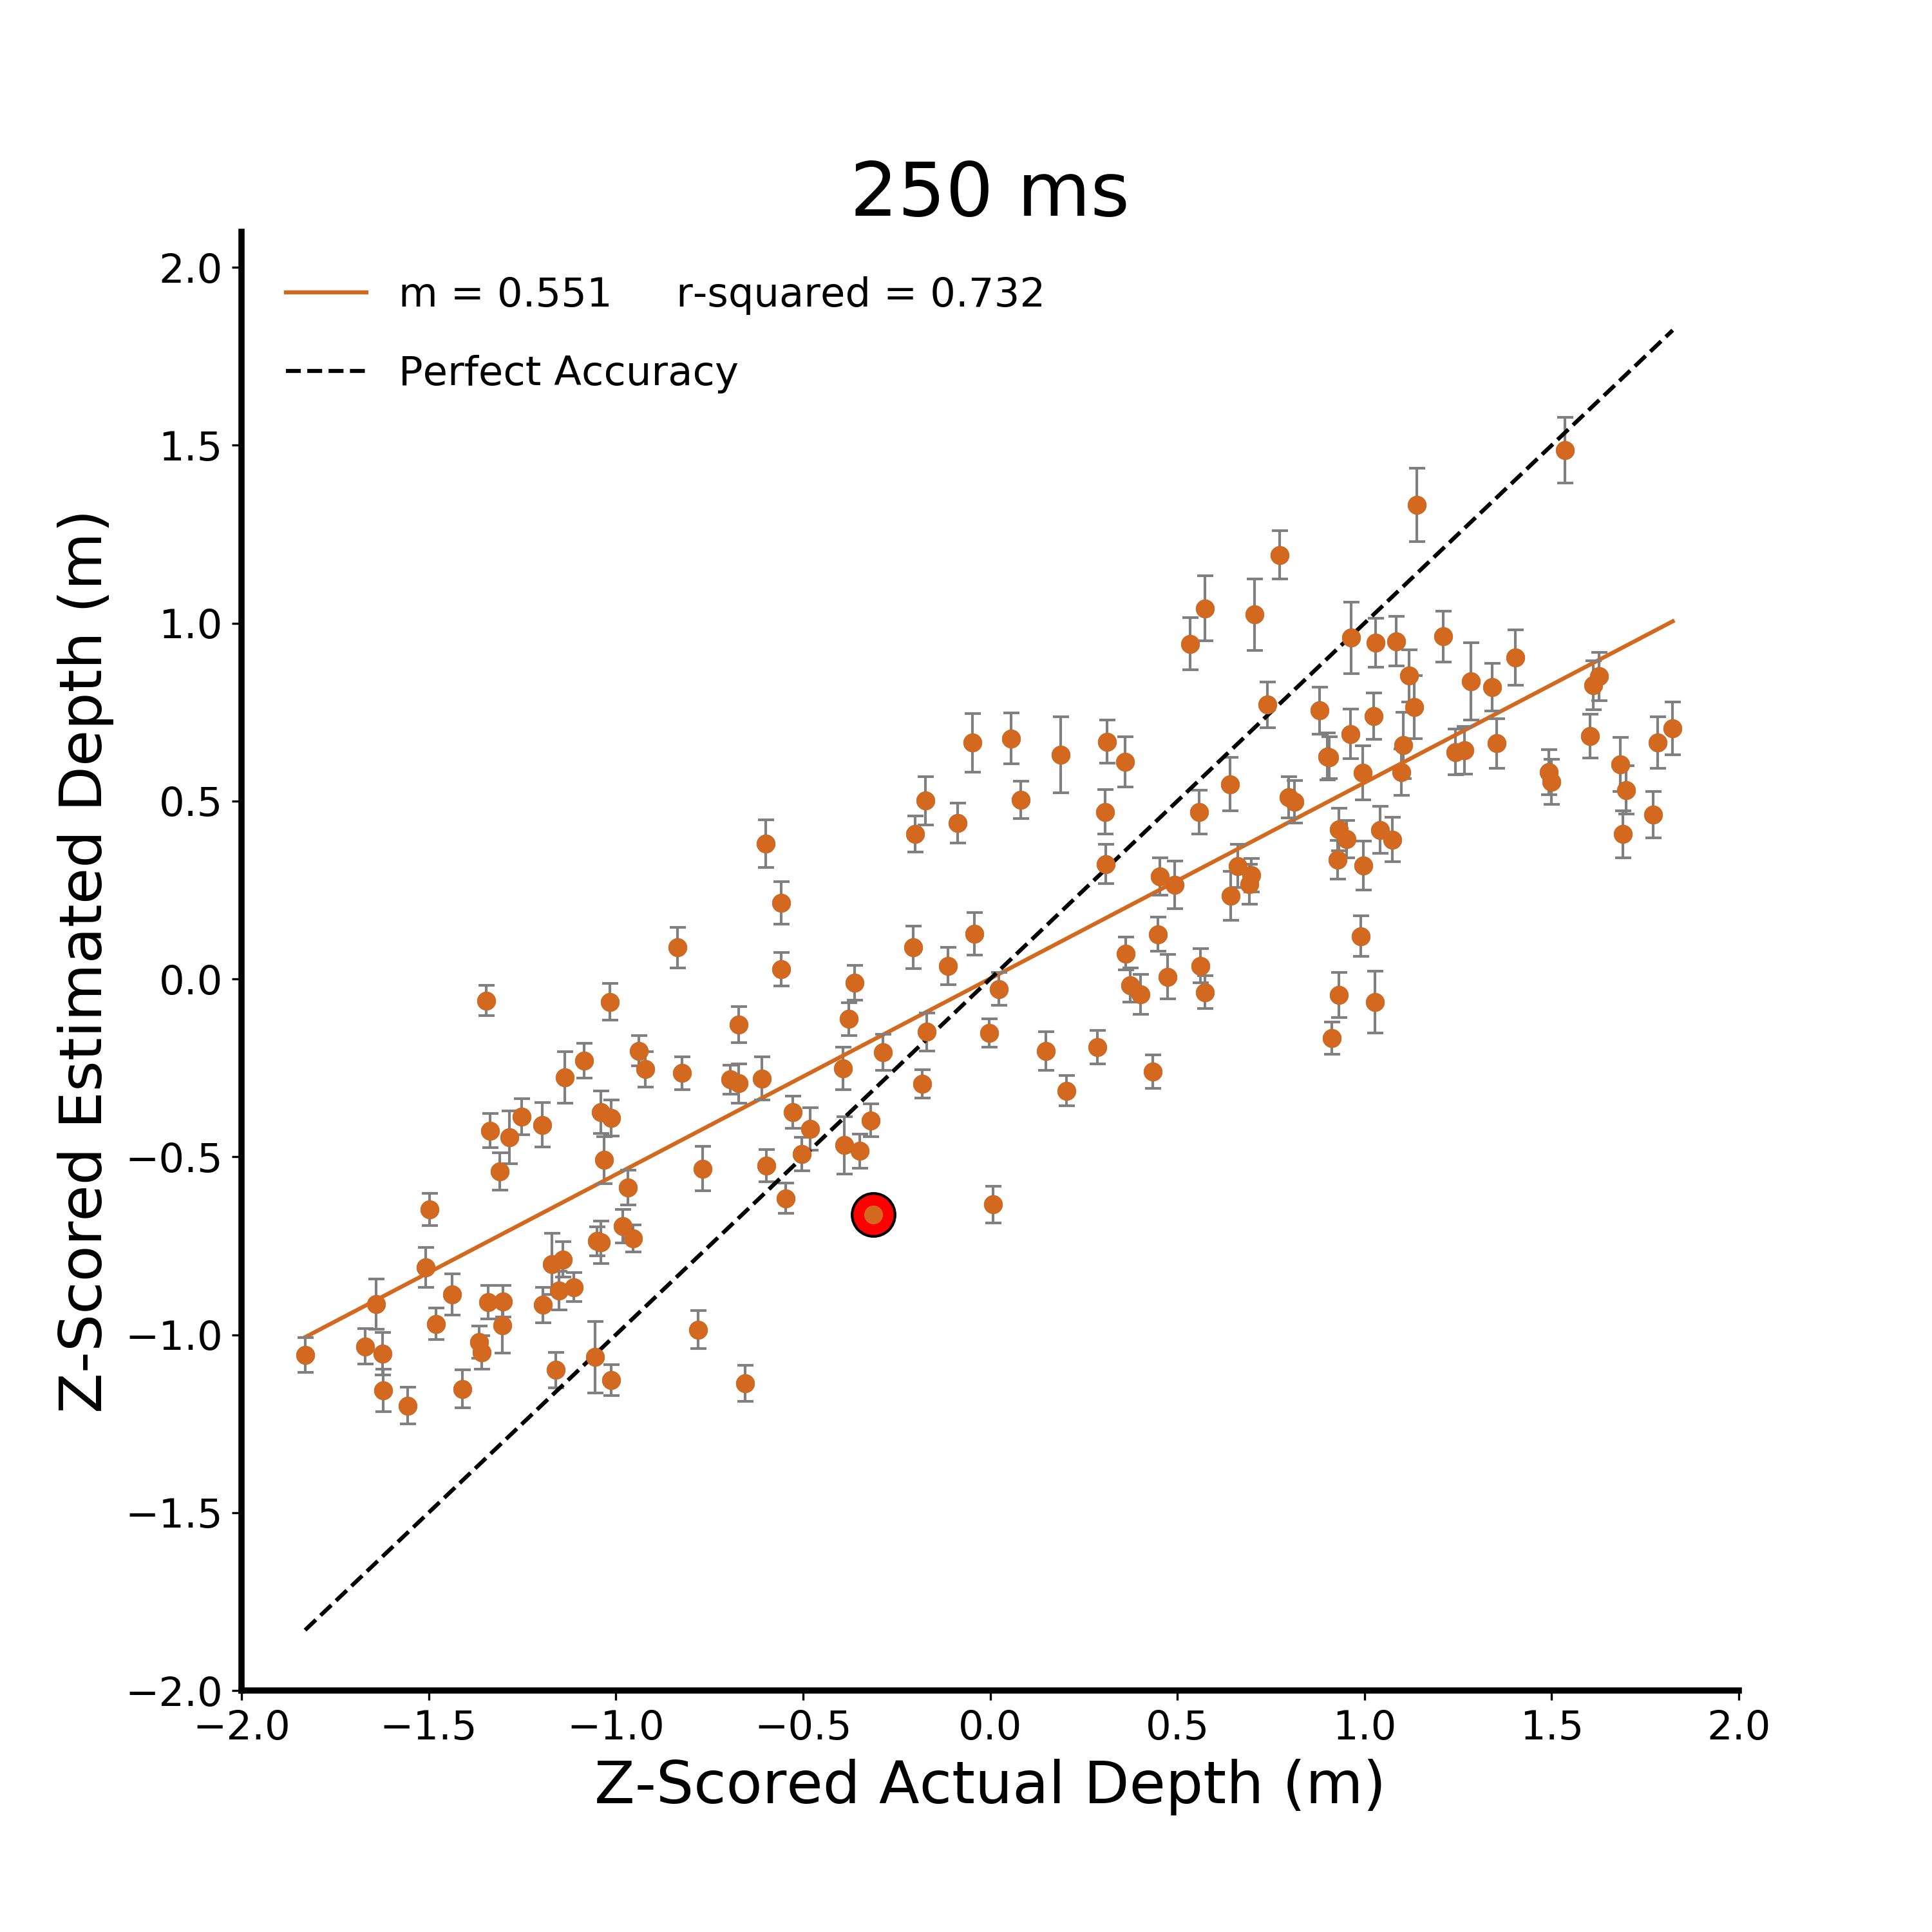 250 ms
m = 0.551 r-squared = 0.732
Perfect Accuracy
Z-Scored Estimated Depth (m)
2.0
1.5
1.0
0.5
0.0
−0.5
−1.0
−1.5
−2.0
−2.0 −1.5 −1.0 −0.5 0.0 0.5 1.0 1.5 2.0
Z-Scored Actual Depth (m)